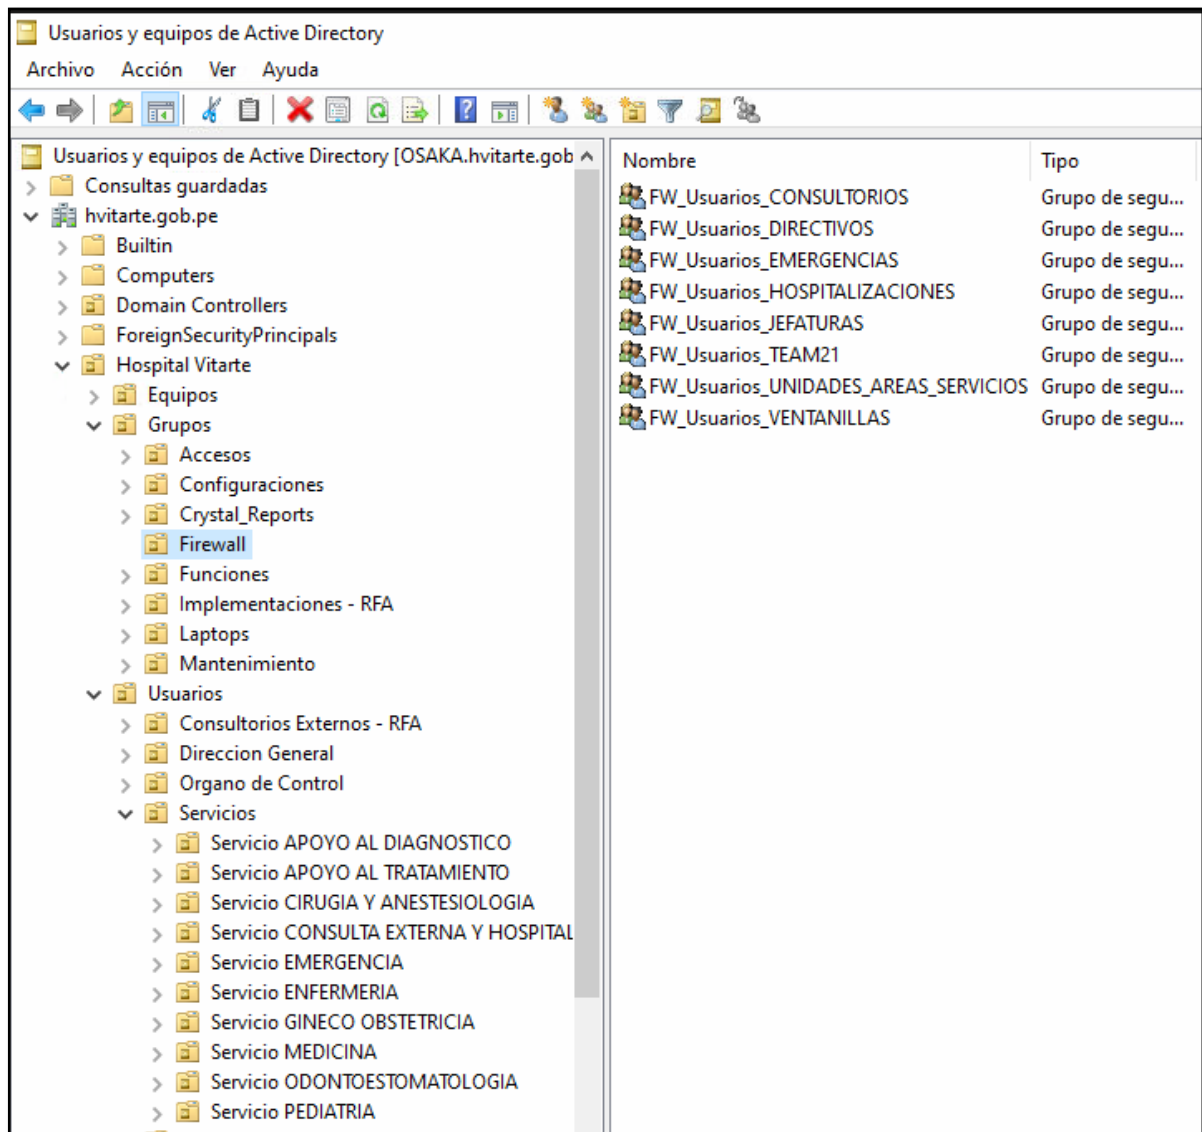 Usuarios y equipos de Active Directory
Archivo Acción Ver Ayuda
Usuarios y equipos de Active Directory [OSAKA.hvitarte.gob
Consultas guardadas
hvitarte.gob.pe
Builtin
Computers
Domain Controllers
ForeignSecurityPrincipals
Hospital Vitarte
Equipos
Grupos
Accesos
Configuraciones
Crystal_Reports
Firewall
Funciones
Implementaciones - RFA
Laptops
Mantenimiento
Usuarios
Consultorios Externos - RFA
Direccion General
Organo de Control
Servicios
Servicio APOYO AL DIAGNOSTICO
Servicio APOYO AL TRATAMIENTO
Servicio CIRUGIA Y ANESTESIOLOGIA
Servicio CONSULTA EXTERNA Y HOSPITAL
Servicio EMERGENCIA
Servicio ENFERMERIA
Servicio GINECO OBSTETRICIA
Servicio MEDICINA
Servicio ODONTOESTOMATOLOGIA
Servicio PEDIATRIA
Nombre Tipo
FW_Usuarios_CONSULTORIOS Grupo de segu...
FW_Usuarios_DIRECTIVOS Grupo de segu...
FW_Usuarios_EMERGENCIAS Grupo de segu...
FW_Usuarios_HOSPITALIZACIONES Grupo de segu...
FW_Usuarios_JEFATURAS Grupo de segu...
FW_Usuarios_TEAM21 Grupo de segu...
FW_Usuarios_UNIDADES_AREAS_SERVICIOS Grupo de segu...
FW_Usuarios_VENTANILLAS Grupo de segu...